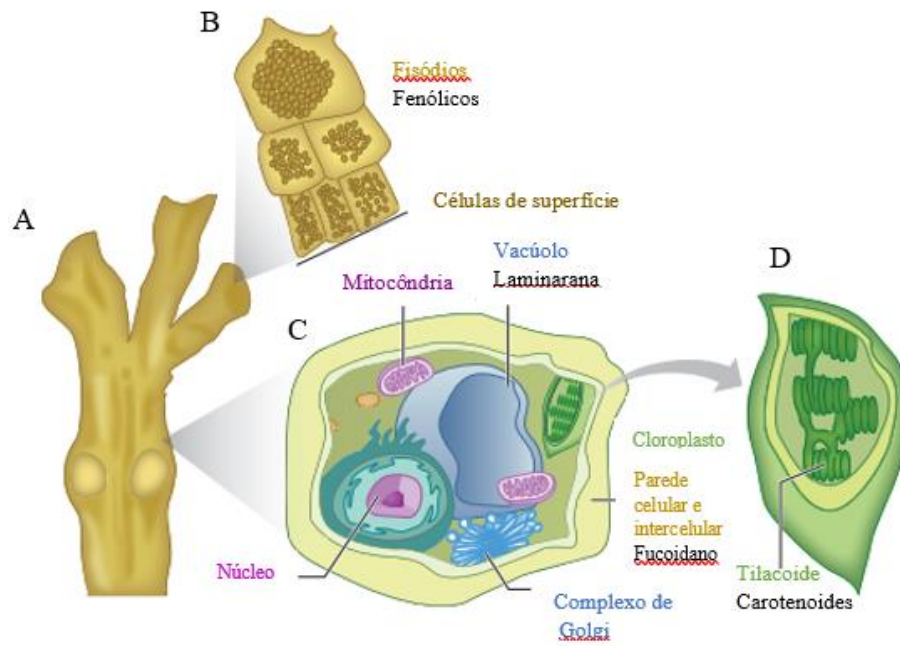 B
Fisódios
Fenólicos
Células de superfície
A
Vacúolo
Laminarana
D
Mitocôndria
C
Cloroplasto
Parede
celular e
intercelular
Fucoidano
Núcleo
Tilacoide
Carotenoides
Complexo de
Golgi